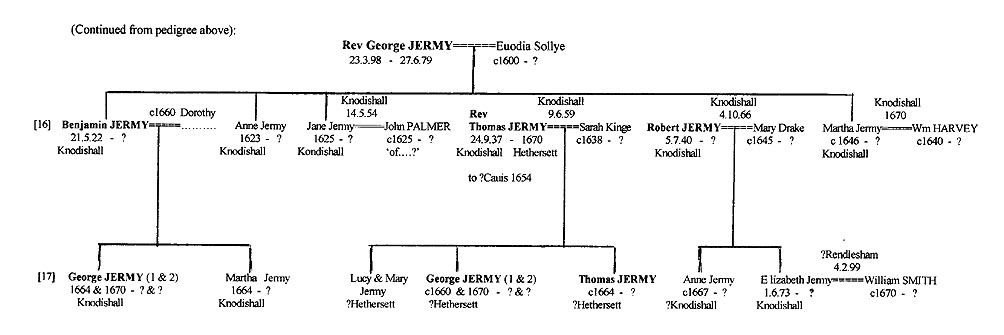 (Continued from pedigree above):
Rev George JERMY======Euodia Sollye
23.3.98 - 27.6.79 c1600 - ?
Knodishall Knodishall Knodishall Knodishall
c1660 Dorothy 14.5.54 Rev 9.6.59 4.10.66 1670
[16] Benjamin JERMY====.......... Anne Jermy Jane Jermy——John PALMER Thomas JERMY====Sarah Kinge Robert JERMY====Mary Drake Martha Jermy====Wm HARVEY
21.5.22 - ? 1623 - ? 1625 - ? c1625 - ? 24.9.37 - 1670 c1638 - ? 5.7.40 - ? c1645 - ? c 1646 - ? c1640 - ?
Knodishall Knodishall Kondishall 'of....?' Knodishall Hethersett Knodishall Knodishall
to ?Cauis 1654
?Rendlesham
4.2.99
[17] George JERMY (1 & 2) Martha Jermy Lucy & Mary George JERMY (1 & 2) Thomas JERMY Anne Jermy Elizabeth Jermy====William SMITH
1664 & 1670 - ? & ? 1664 - ? Jermy c1660 & 1670 - ? & ? c1664 - ? c1667 - ? 1.6.73 - ? c1670 - ?
Knodishall Knodishall ?Hethersett ?Hethersett ?Hethersett ?Knodishall Knodishall